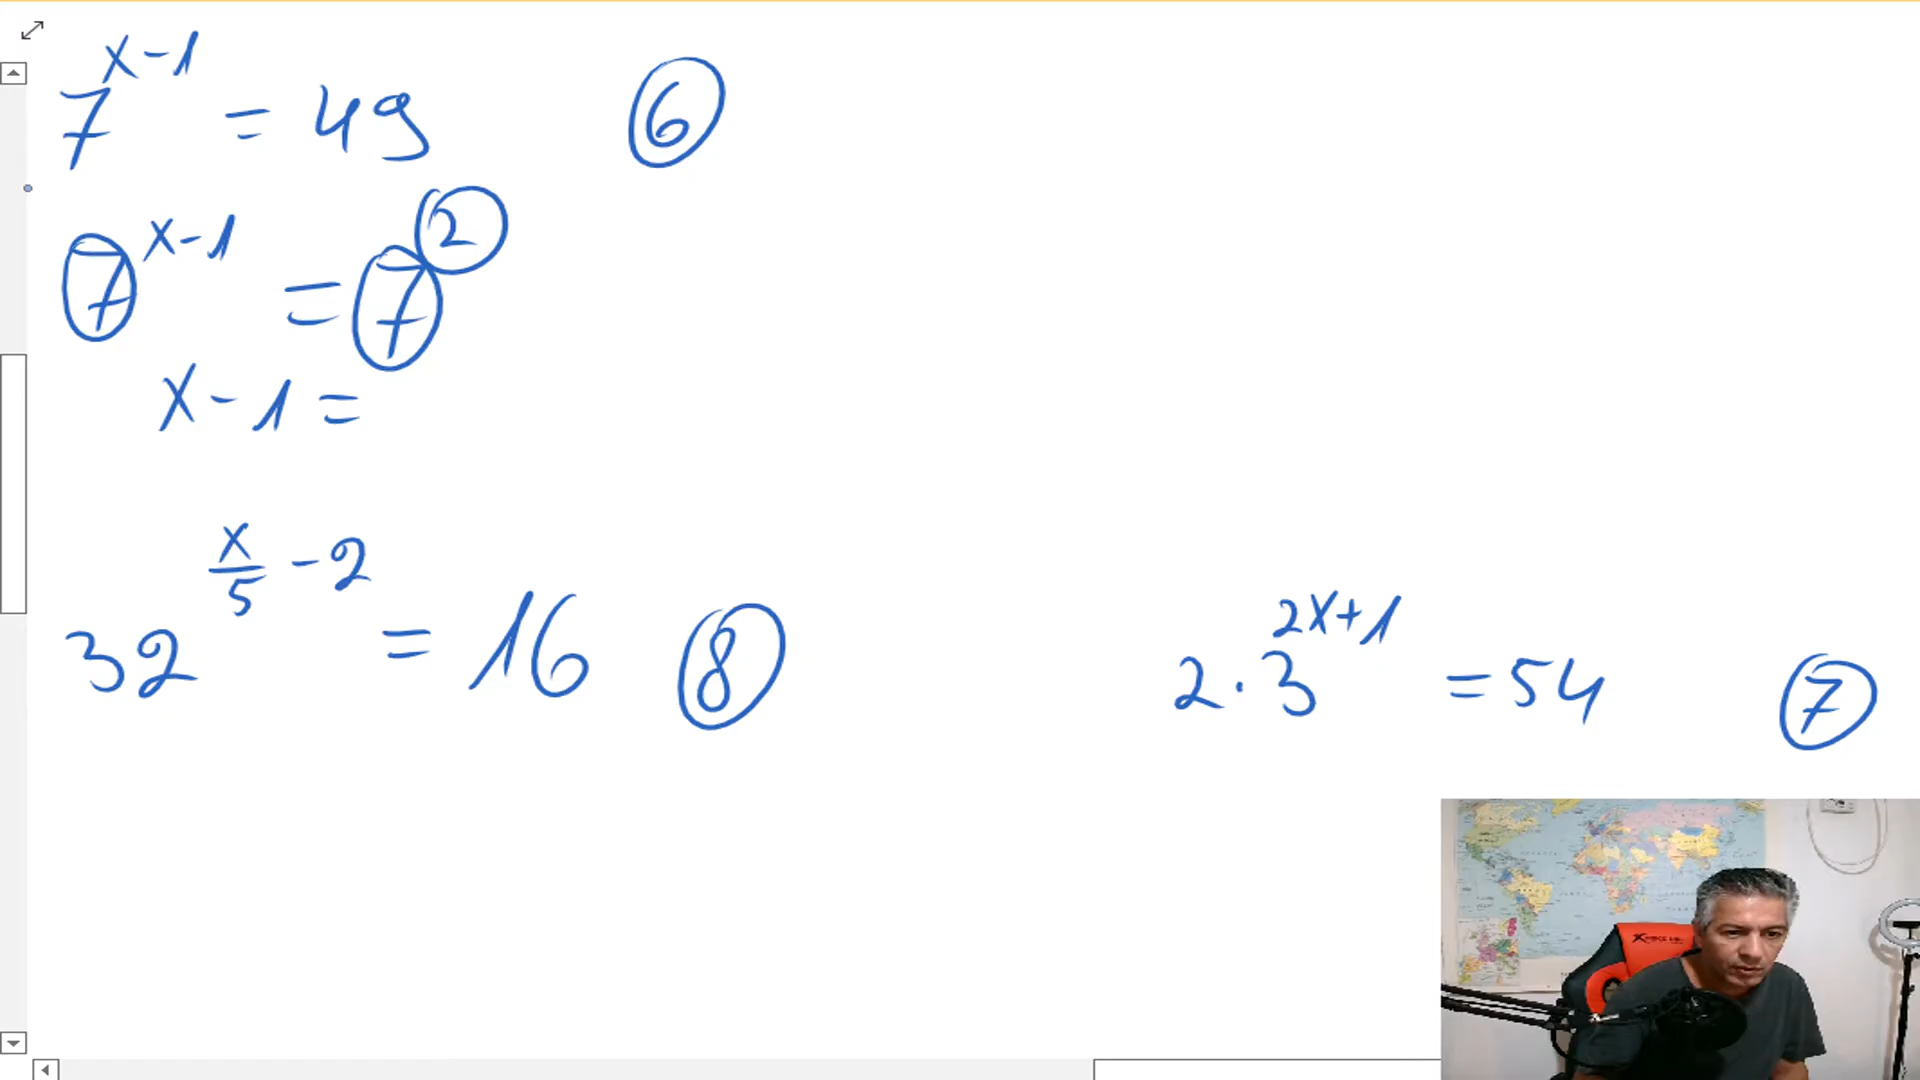 7^{x-1} = 49 ⑥
7^{x-1} = 7^2
x - 1 =
32^{\frac{x}{5} - 2} = 16 ⑧
2 · 3^{2x+1} = 54 ⑦